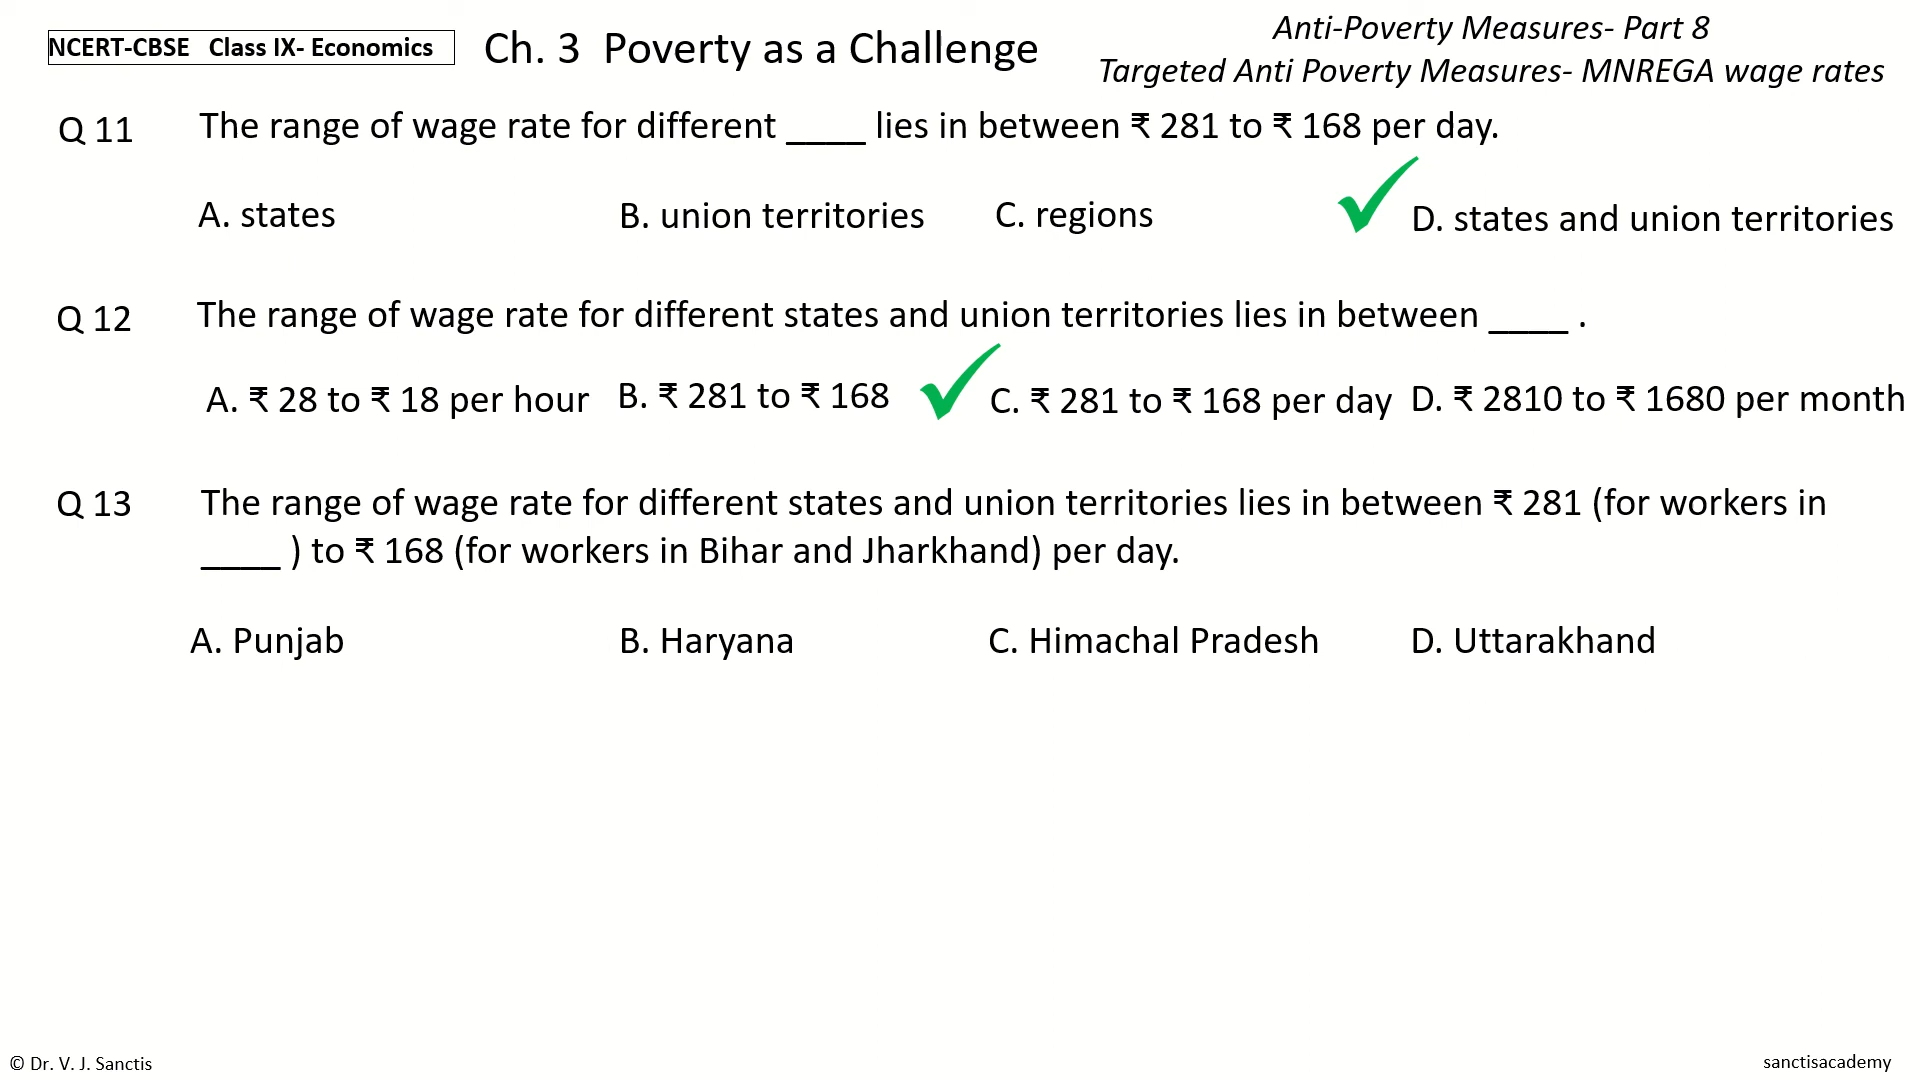 NCERT-CBSE Class IX- Economics
Ch. 3 Poverty as a Challenge
Anti-Poverty Measures- Part 8
Targeted Anti Poverty Measures- MNREGA wage rates
Q 11 The range of wage rate for different ____ lies in between ₹ 281 to ₹ 168 per day.
A. states B. union territories C. regions D. states and union territories
Q 12 The range of wage rate for different states and union territories lies in between ____ .
A. ₹ 28 to ₹ 18 per hour B. ₹ 281 to ₹ 168 C. ₹ 281 to ₹ 168 per day D. ₹ 2810 to ₹ 1680 per month
Q 13 The range of wage rate for different states and union territories lies in between ₹ 281 (for workers in
____ ) to ₹ 168 (for workers in Bihar and Jharkhand) per day.
A. Punjab B. Haryana C. Himachal Pradesh D. Uttarakhand
© Dr. V. J. Sanctis sanctisacademy